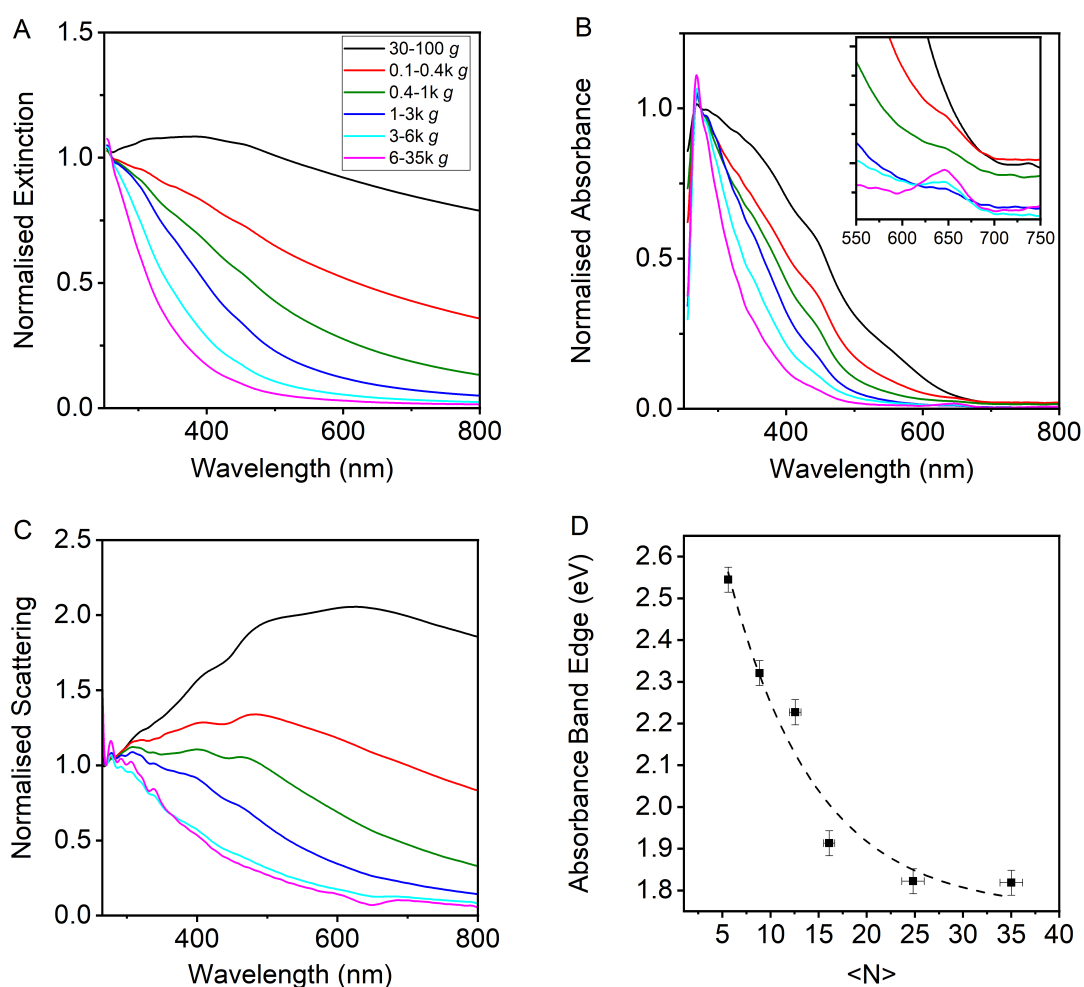 A
1.5
1.0
0.5
0.0
Normalised Extinction
30-100 g
0.1-0.4k g
0.4-1k g
1-3k g
3-6k g
6-35k g
400 600 800
Wavelength (nm)
B
1.0
0.5
0.0
Normalised Absorbance
550 600 650 700 750
400 600 800
Wavelength (nm)
C
2.5
2.0
1.5
1.0
0.5
0.0
Normalised Scattering
400 600 800
Wavelength (nm)
D
2.6
2.5
2.4
2.3
2.2
2.1
2.0
1.9
1.8
Absorbance Band Edge (eV)
5 10 15 20 25 30 35 40
<N>